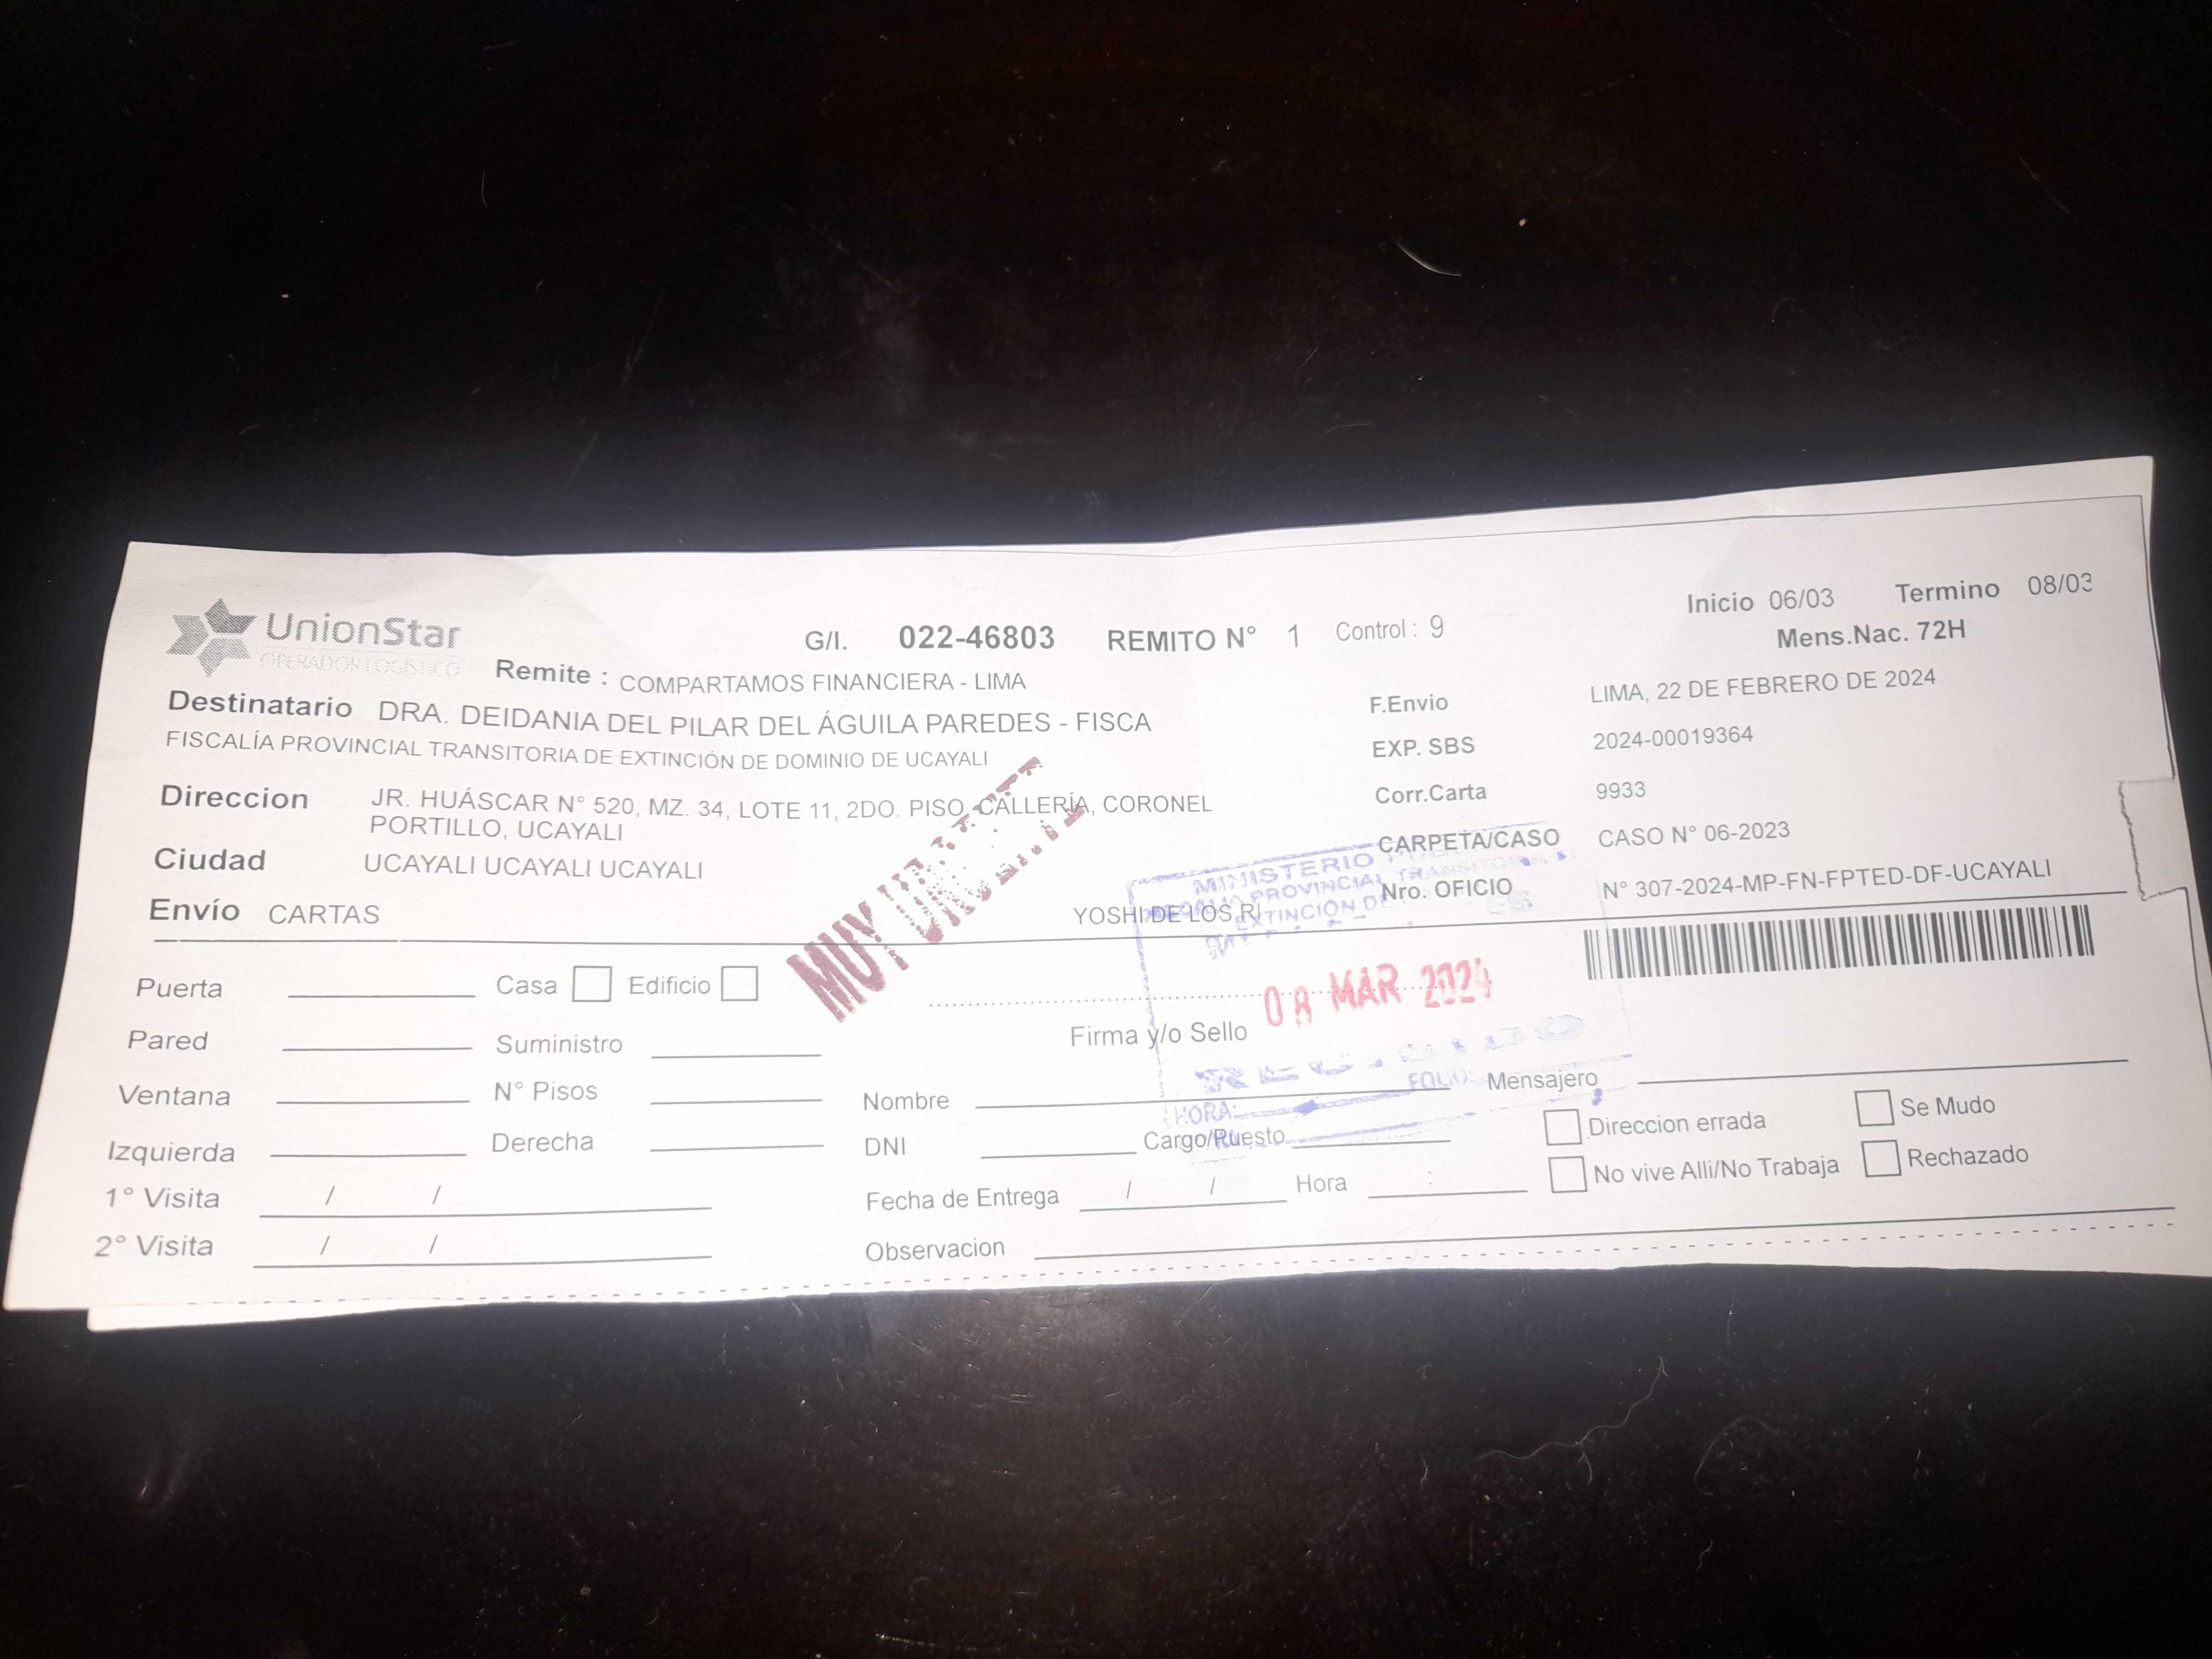 UnionStar
OPERADOR LOGISTICO
G/I. 022-46803 REMITO N° 1 Control : 9
Inicio 06/03 Termino 08/03
Mens.Nac. 72H
Remite : COMPARTAMOS FINANCIERA - LIMA
Destinatario DRA. DEIDANIA DEL PILAR DEL ÁGUILA PAREDES - FISCA
FISCALÍA PROVINCIAL TRANSITORIA DE EXTINCIÓN DE DOMINIO DE UCAYALI
Direccion JR. HUÁSCAR N° 520, MZ. 34, LOTE 11, 2DO. PISO, CALLERÍA, CORONEL
PORTILLO, UCAYALI
Ciudad UCAYALI UCAYALI UCAYALI
Envío CARTAS
YOSHI DE LOS RI
F.Envio LIMA, 22 DE FEBRERO DE 2024
EXP. SBS 2024-00019364
Corr.Carta 9933
CARPETA/CASO CASO N° 06-2023
Nro. OFICIO N° 307-2024-MP-FN-FPTED-DF-UCAYALI
MUY
MINISTERIO
PROVINCIAL
EXTINCIÓN
08 MAR 2024
RECIBIDO
FOLIO:
HORA:
Puerta Casa Edificio
Pared Suministro
Ventana N° Pisos
Izquierda Derecha
1° Visita / /
2° Visita / /
Firma y/o Sello
Nombre Mensajero
DNI Cargo/Puesto
Fecha de Entrega / / Hora :
Observacion
Direccion errada Se Mudo
No vive Alli/No Trabaja Rechazado